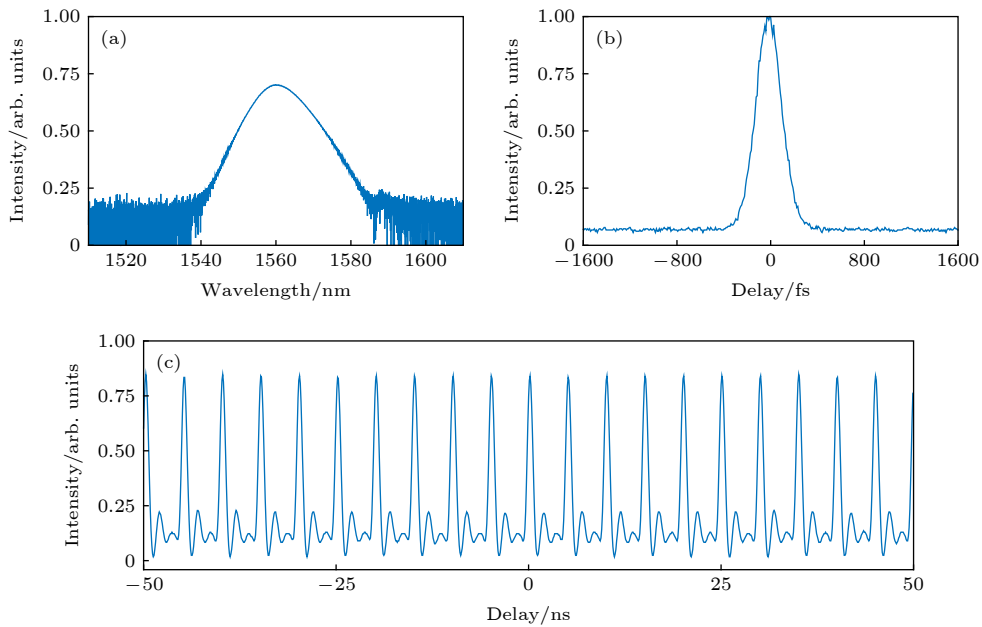 (a)
Intensity/arb. units
1.00
0.75
0.50
0.25
0
1520 1540 1560 1580 1600
Wavelength/nm
(b)
Intensity/arb. units
1.00
0.75
0.50
0.25
0
−1600 −800 0 800 1600
Delay/fs
(c)
Intensity/arb. units
1.00
0.75
0.50
0.25
0
−50 −25 0 25 50
Delay/ns